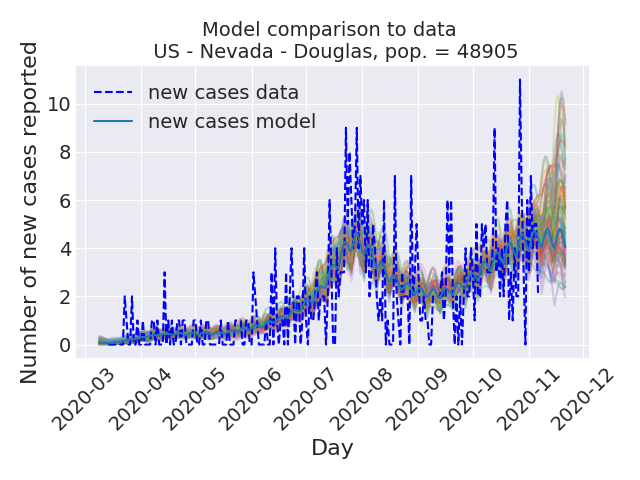 Model comparison to data
US - Nevada - Douglas, pop. = 48905
Number of new cases reported
10
8
6
4
2
0
new cases data
new cases model
2020-03
2020-04
2020-05
2020-06
2020-07
2020-08
2020-09
2020-10
2020-11
2020-12
Day